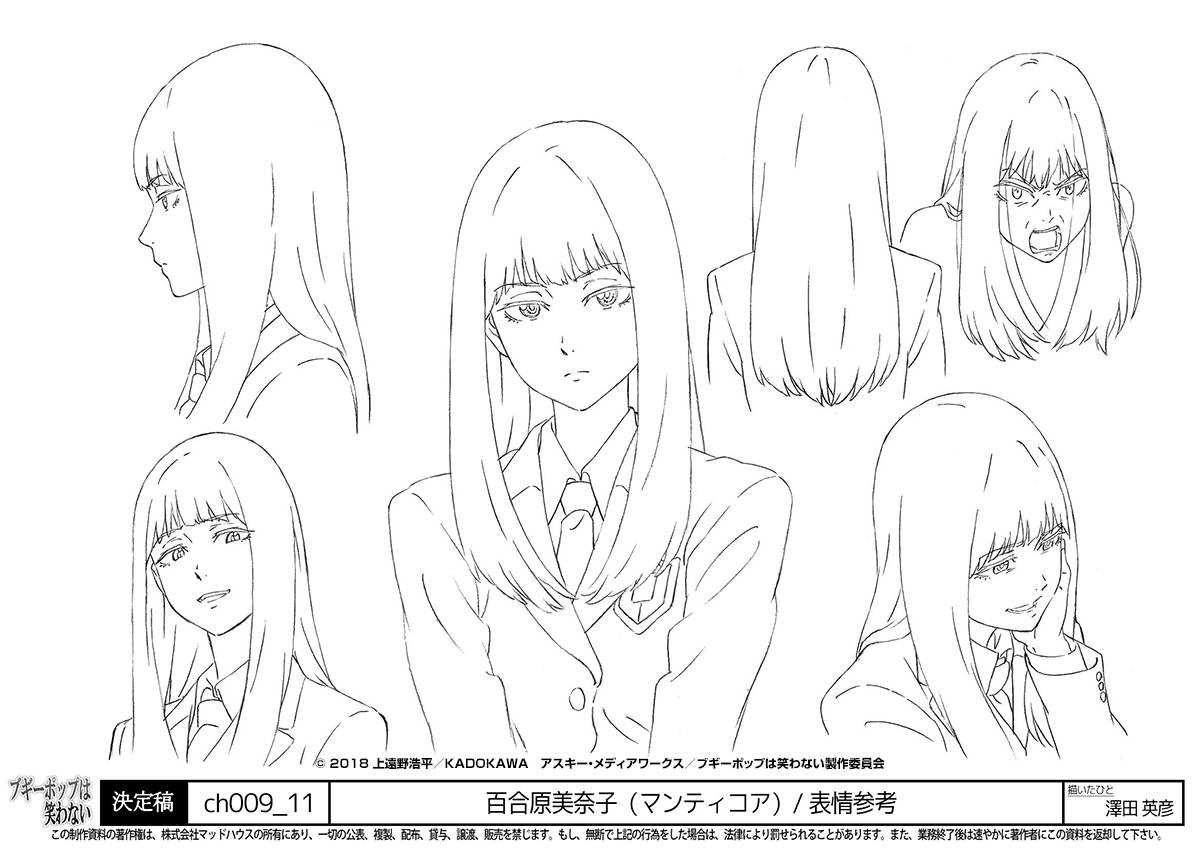 © 2018 上遠野浩平／KADOKAWA　アスキー・メディアワークス／ブギーポップは笑わない製作委員会
ブギーポップは
笑わない
決定稿
ch009_11
百合原美奈子（マンティコア）/ 表情参考
描いたひと
澤田 英彦
この制作資料の著作権は、株式会社マッドハウスの所有にあり、一切の公表、複製、配布、貸与、譲渡、販売を禁じます。もし、無断で上記の行為をした場合は、法律により罰せられることがあります。また、業務終了後は速やかに著作者にこの資料を返却して下さい。